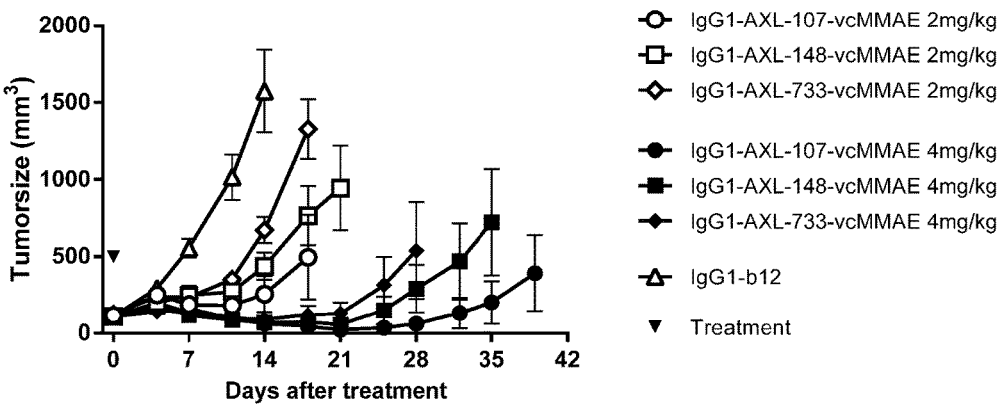 Tumorsize (mm³)
2000
1500
1000
500
0
0 7 14 21 28 35 42
Days after treatment
IgG1-AXL-107-vcMMAE 2mg/kg
IgG1-AXL-148-vcMMAE 2mg/kg
IgG1-AXL-733-vcMMAE 2mg/kg
IgG1-AXL-107-vcMMAE 4mg/kg
IgG1-AXL-148-vcMMAE 4mg/kg
IgG1-AXL-733-vcMMAE 4mg/kg
IgG1-b12
Treatment